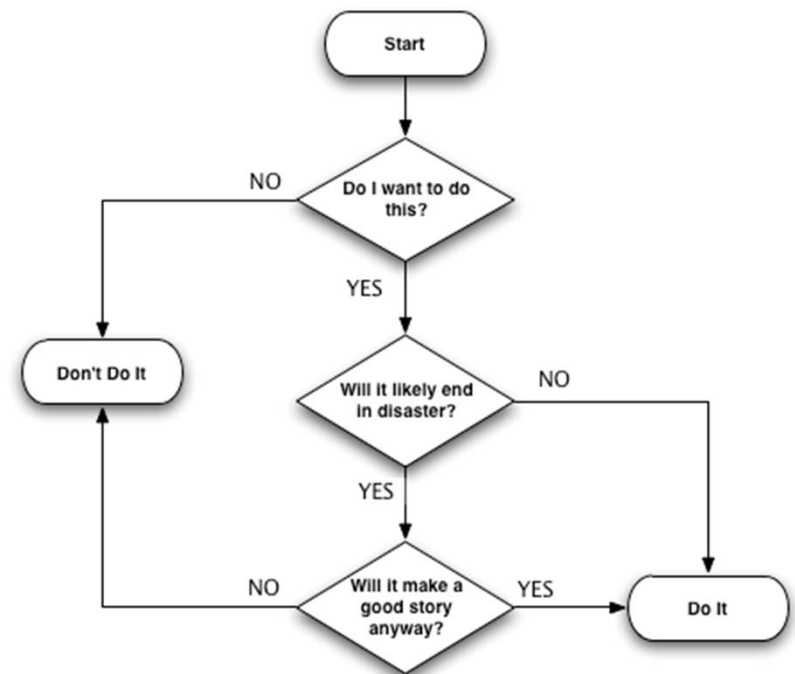 Start
NO
Do I want to do
this?
YES
Don't Do It
Will it likely end
in disaster?
NO
YES
NO
Will it make a
good story
anyway?
YES
Do It